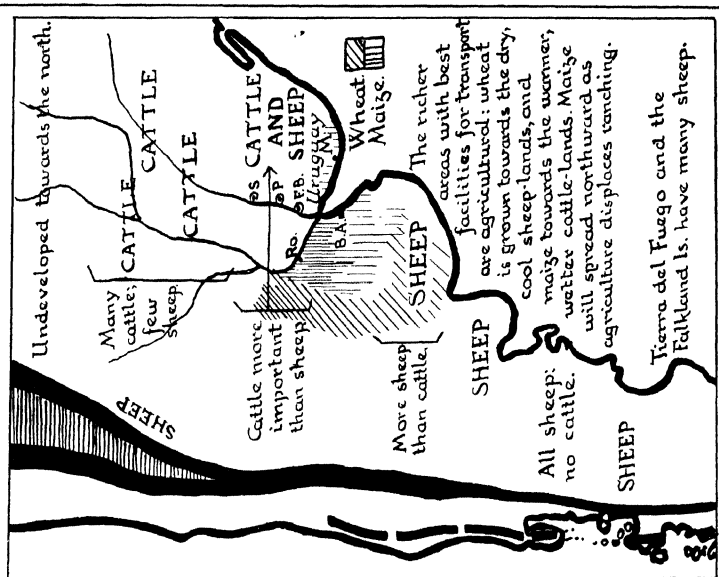 Undeveloped towards the north.
Many
cattle;
few
sheep
CATTLE
CATTLE
CATTLE
SHEEP
Cattle more
important
than sheep
CATTLE
AND
SHEEP
S
P
F.B.
Uruguay
M.
Ro.
B.A.
Wheat.
Maize.
More sheep
than cattle.
SHEEP
The richer
areas with best
facilities for transport
are agricultural: wheat
is grown towards the dry,
cool sheep-lands, and
maize towards the warmer,
wetter cattle-lands. Maize
will spread northward as
agriculture displaces ranching.
SHEEP
All sheep:
no cattle.
SHEEP
Tierra del Fuego and the
Falkland Is. have many sheep.